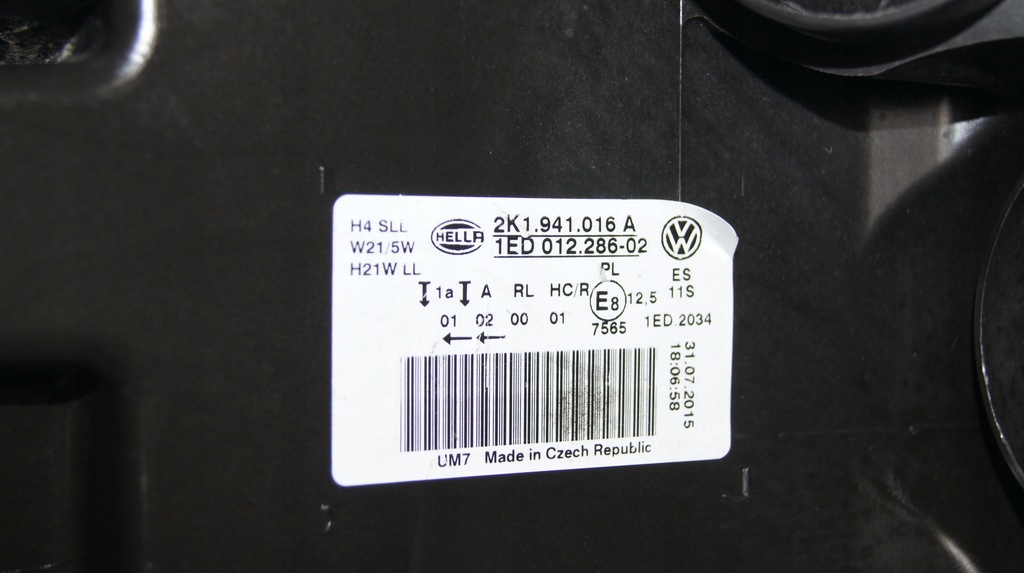 H4 SLL
W21/5W
H21W LL
HELLA
2K1.941.016 A
1ED 012.286-02
VW
PL
ES
11S
1a A RL HC/R E8 12,5
01 02 00 01 7565 1ED.2034
31.07.2015
18:06:58
UM7 Made in Czech Republic